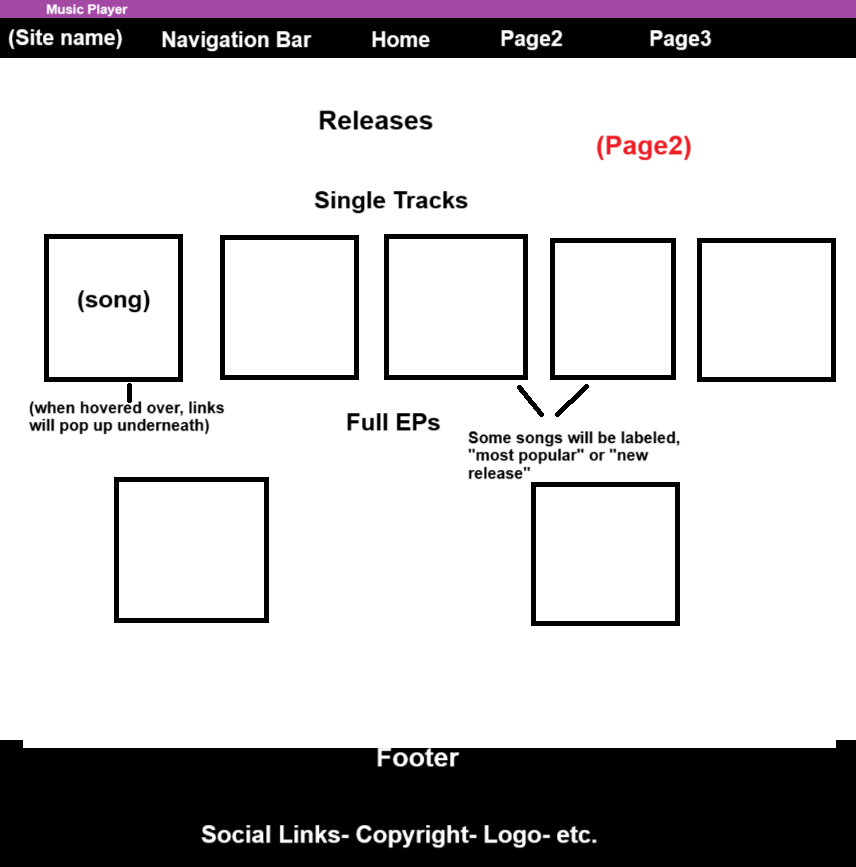 Music Player
(Site name) Navigation Bar Home Page2 Page3
Releases
(Page2)
Single Tracks
(song)
(when hovered over, links
will pop up underneath)
Full EPs
Some songs will be labeled,
"most popular" or "new
release"
Footer
Social Links- Copyright- Logo- etc.